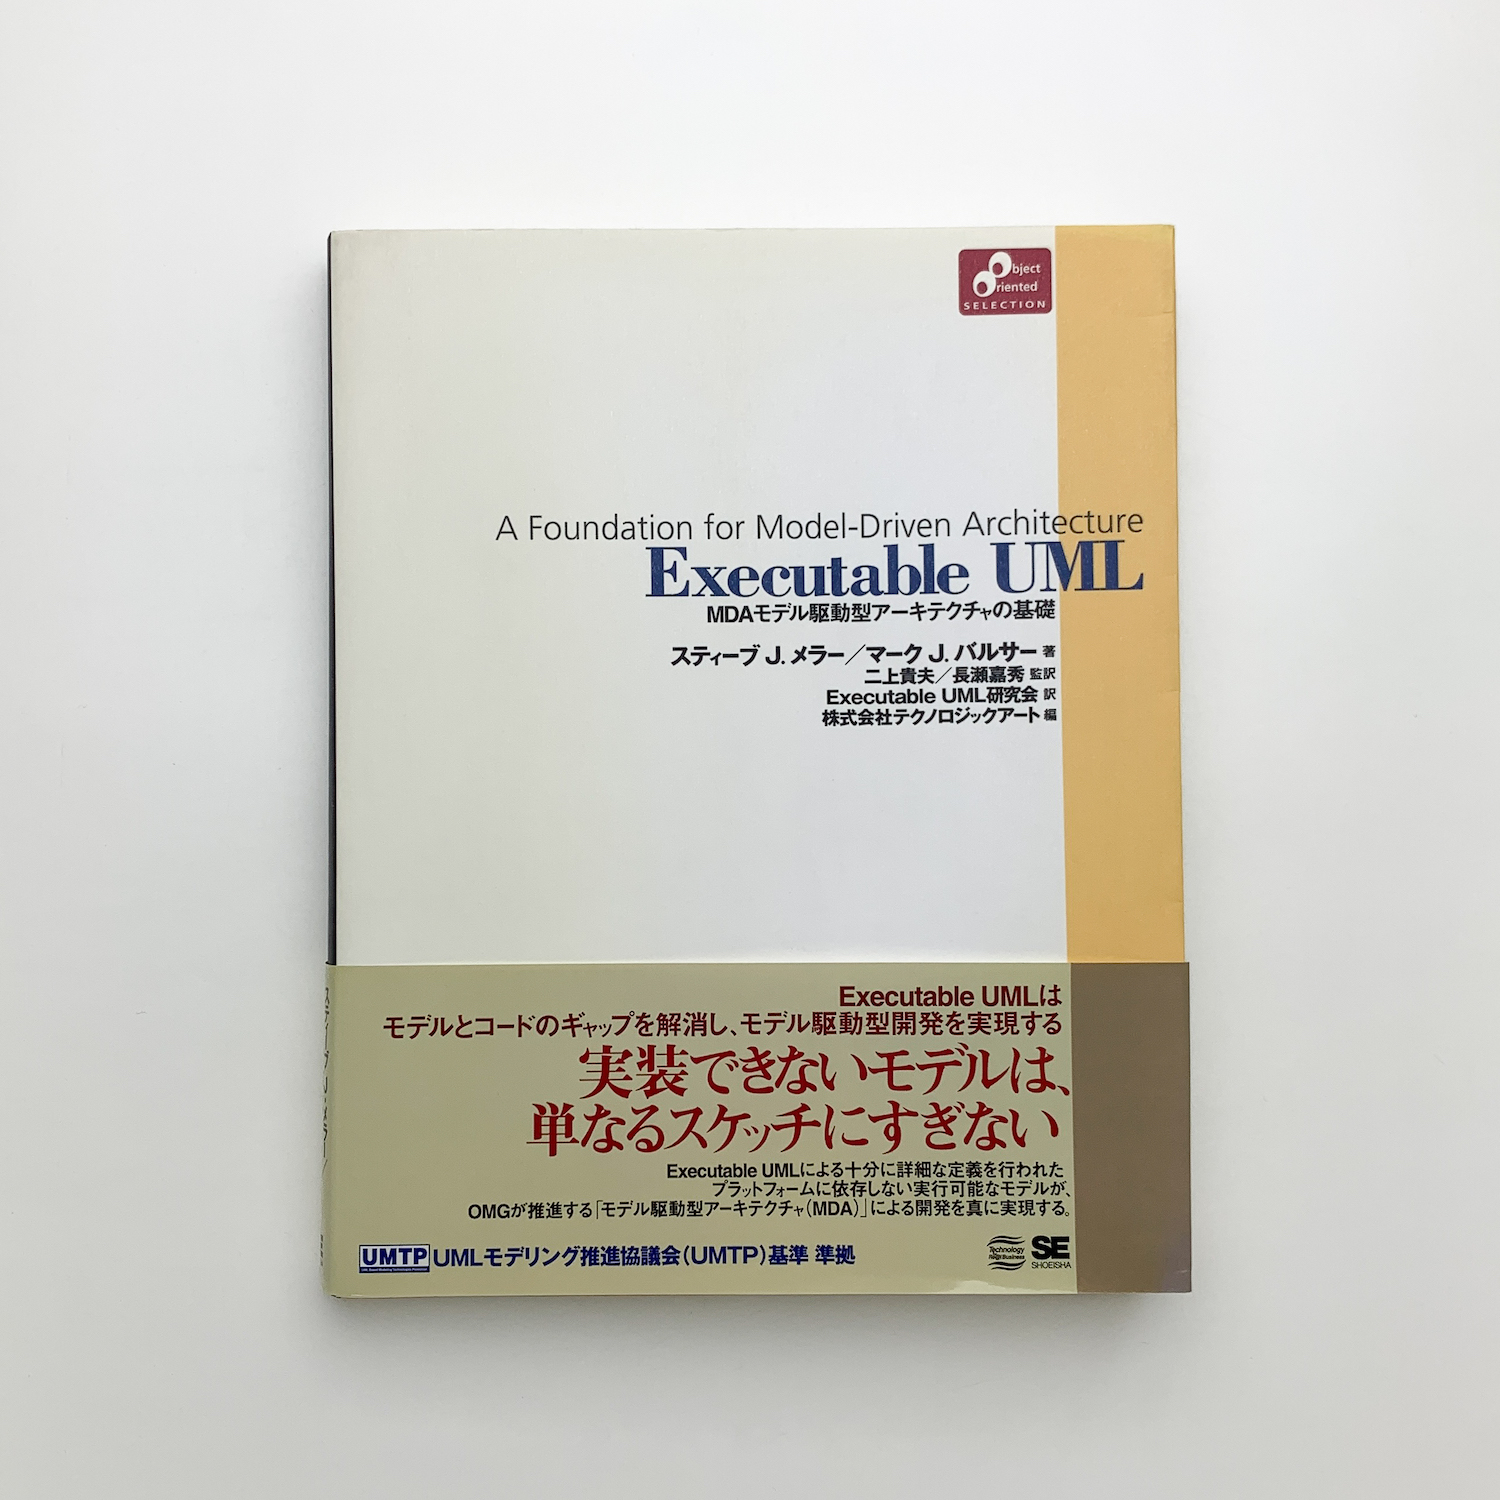 Object
Oriented
SELECTION
A Foundation for Model-Driven Architecture
Executable UML
MDAモデル駆動型アーキテクチャの基礎
スティーブ J. メラー／マーク J. バルサー 著
二上貴夫／長瀬嘉秀 監訳
Executable UML研究会 訳
株式会社テクノロジックアート 編
Executable UMLは
モデルとコードのギャップを解消し、モデル駆動型開発を実現する
実装できないモデルは、
単なるスケッチにすぎない
Executable UMLによる十分に詳細な定義を行われた
プラットフォームに依存しない実行可能なモデルが、
OMGが推進する「モデル駆動型アーキテクチャ（MDA）」による開発を真に実現する。
UMTP UMLモデリング推進協議会（UMTP）基準 準拠
Technology
SE
SHOEISHA